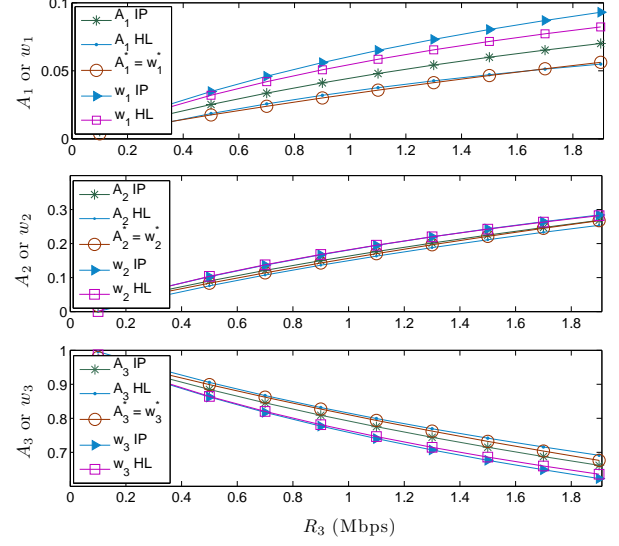 0.1
0.05
0
A₁ or w₁
A₁ IP
A₁ HL
A₁* = w₁*
w₁ IP
w₁ HL
0 0.2 0.4 0.6 0.8 1 1.2 1.4 1.6 1.8
0.3
0.2
0.1
0
A₂ or w₂
A₂ IP
A₂ HL
A₂* = w₂*
w₂ IP
w₂ HL
0 0.2 0.4 0.6 0.8 1 1.2 1.4 1.6 1.8
1
0.9
0.8
0.7
A₃ or w₃
A₃ IP
A₃ HL
A₃* = w₃*
w₃ IP
w₃ HL
0 0.2 0.4 0.6 0.8 1 1.2 1.4 1.6 1.8
R₃ (Mbps)